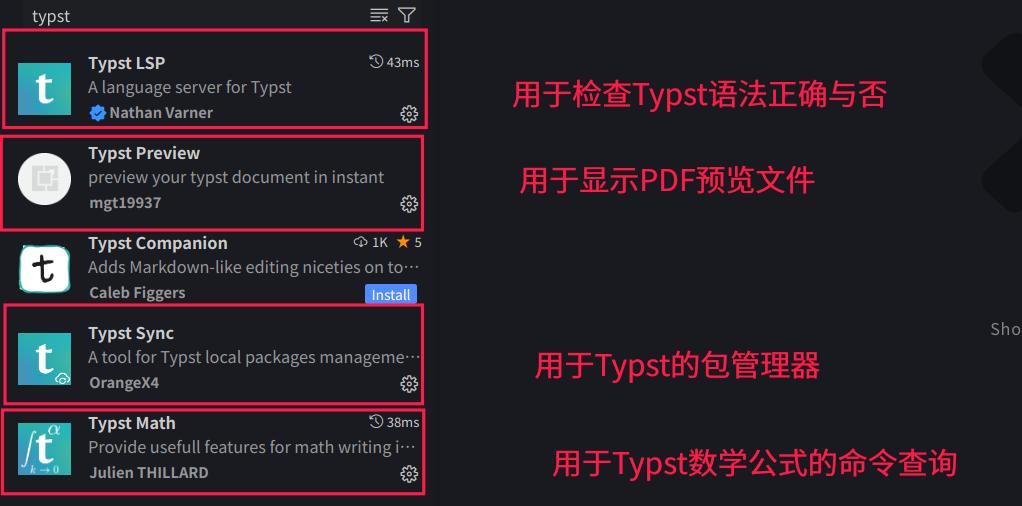 typst
Typst LSP
43ms
A language server for Typst
Nathan Varner
用于检查Typst语法正确与否
Typst Preview
preview your typst document in instant
mgt19937
用于显示PDF预览文件
Typst Companion
1K ★ 5
Adds Markdown-like editing niceties on to···
Caleb Figgers
Install
Typst Sync
A tool for Typst local packages manageme···
OrangeX4
用于Typst的包管理器
Sho
Typst Math
38ms
Provide usefull features for math writing i···
Julien THILLARD
用于Typst数学公式的命令查询
t
t
t
∫ t α
k→0